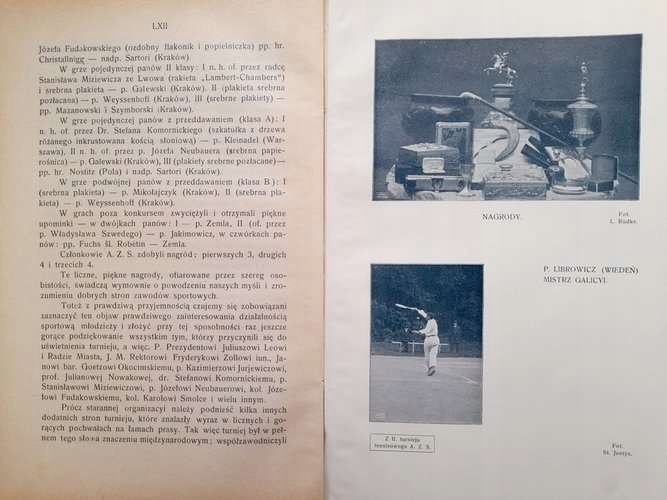 LXII
Józefa Fudakowskiego (ozdobny flakonik i popielniczka) pp. hr.
Christallnigg — nadp. Sartori (Kraków).
W grze pojedynczej panów II klasy: I n. h. of. przez radcę
Stanisława Miziewicza ze Lwowa (rakieta „Lambert-Chambers")
i srebrna plakieta — p. Galewski (Kraków). II (plakieta srebrna
pozłacana) — p. Weyssenhoff (Kraków), III (srebrne plakiety) —
pp. Mazanowski i Szymborski (Kraków).
W grze pojedynczej panów z przeddawaniem (klasa A): I
n. h. of. przez Dr. Stefana Komornickiego (szkatułka z drzewa
różanego inkrustowana kością słoniową) — p. Kleinadel (War-
szawa), II n. h. of. przez p. Józefa Neubauera (srebrna papie-
rośnica) — p. Galewski (Kraków), III (plakiety srebrne pozłacane) —
pp. hr. Nostitz (Pola) i nadp. Sartori (Kraków).
W grze podwójnej panów z przeddawaniem (klasa B): I
(srebrna plakieta) — p. Mikołajczyk (Kraków), II (srebrna pla-
kieta) — p. Weyssenhoff (Kraków).
W grach poza konkursem zwyciężyli i otrzymali piękne
upominki — w dwójkach panów: I — p. Zemla, II (of. przez
p. Władysława Szwedego) — p. Jakimowicz, w czwórkach pa-
nów: pp. Fuchs śl. Robetin — Zemla.
Członkowie A. Z. S. zdobyli nagród: pierwszych 3, drugich
4 i trzecich 4.
Te liczne, piękne nagrody, ofiarowane przez szereg oso-
bistości, świadczą wymownie o powodzeniu naszych myśli i zro-
zumieniu dobrych stron zawodów sportowych.
Toteż z prawdziwą przyjemnością czujemy się zobowiązani
zaznaczyć ten objaw prawdziwego zainteresowania działalnością
sportową młodzieży i złożyć przy tej sposobności raz jeszcze
gorące podziękowanie wszystkim tym, którzy przyczynili się do
uświetnienia turnieju, a więc. P. Prezydentowi Juliuszowi Leowi
i Radzie Miasta, J. M. Rektorowi Fryderykowi Zollowi iun., Ja-
nowi bar. Goetzowi Okocimskiemu, p. Kazimierzowi Jurjewiczowi,
prof. Julianowej Nowakowej, dr. Stefanowi Komornickiemu, p.
Stanisławowi Miziewiczowi, p. Józefowi Neubauerowi, kol. Józe-
fowi Fudakowskiemu, kol. Karołowi Smolce i wielu innym.
Prócz starannej organizacyi należy podnieść kilka innych
dodatnich stron turnieju, które znalazły wyraz w licznych i go-
rących pochwałach na łamach prasy. Tak więc turniej był w peł-
nem tego słowa znaczeniu międzynarodowym; współzawodniczyli
NAGRODY.
Fot.
L. Rudke.
P. LIBROWICZ (WIEDEŃ)
MISTRZ GALICYI.
Z II. turnieju
tennisowego A. Z. S.
Fot.
St. Jostys.